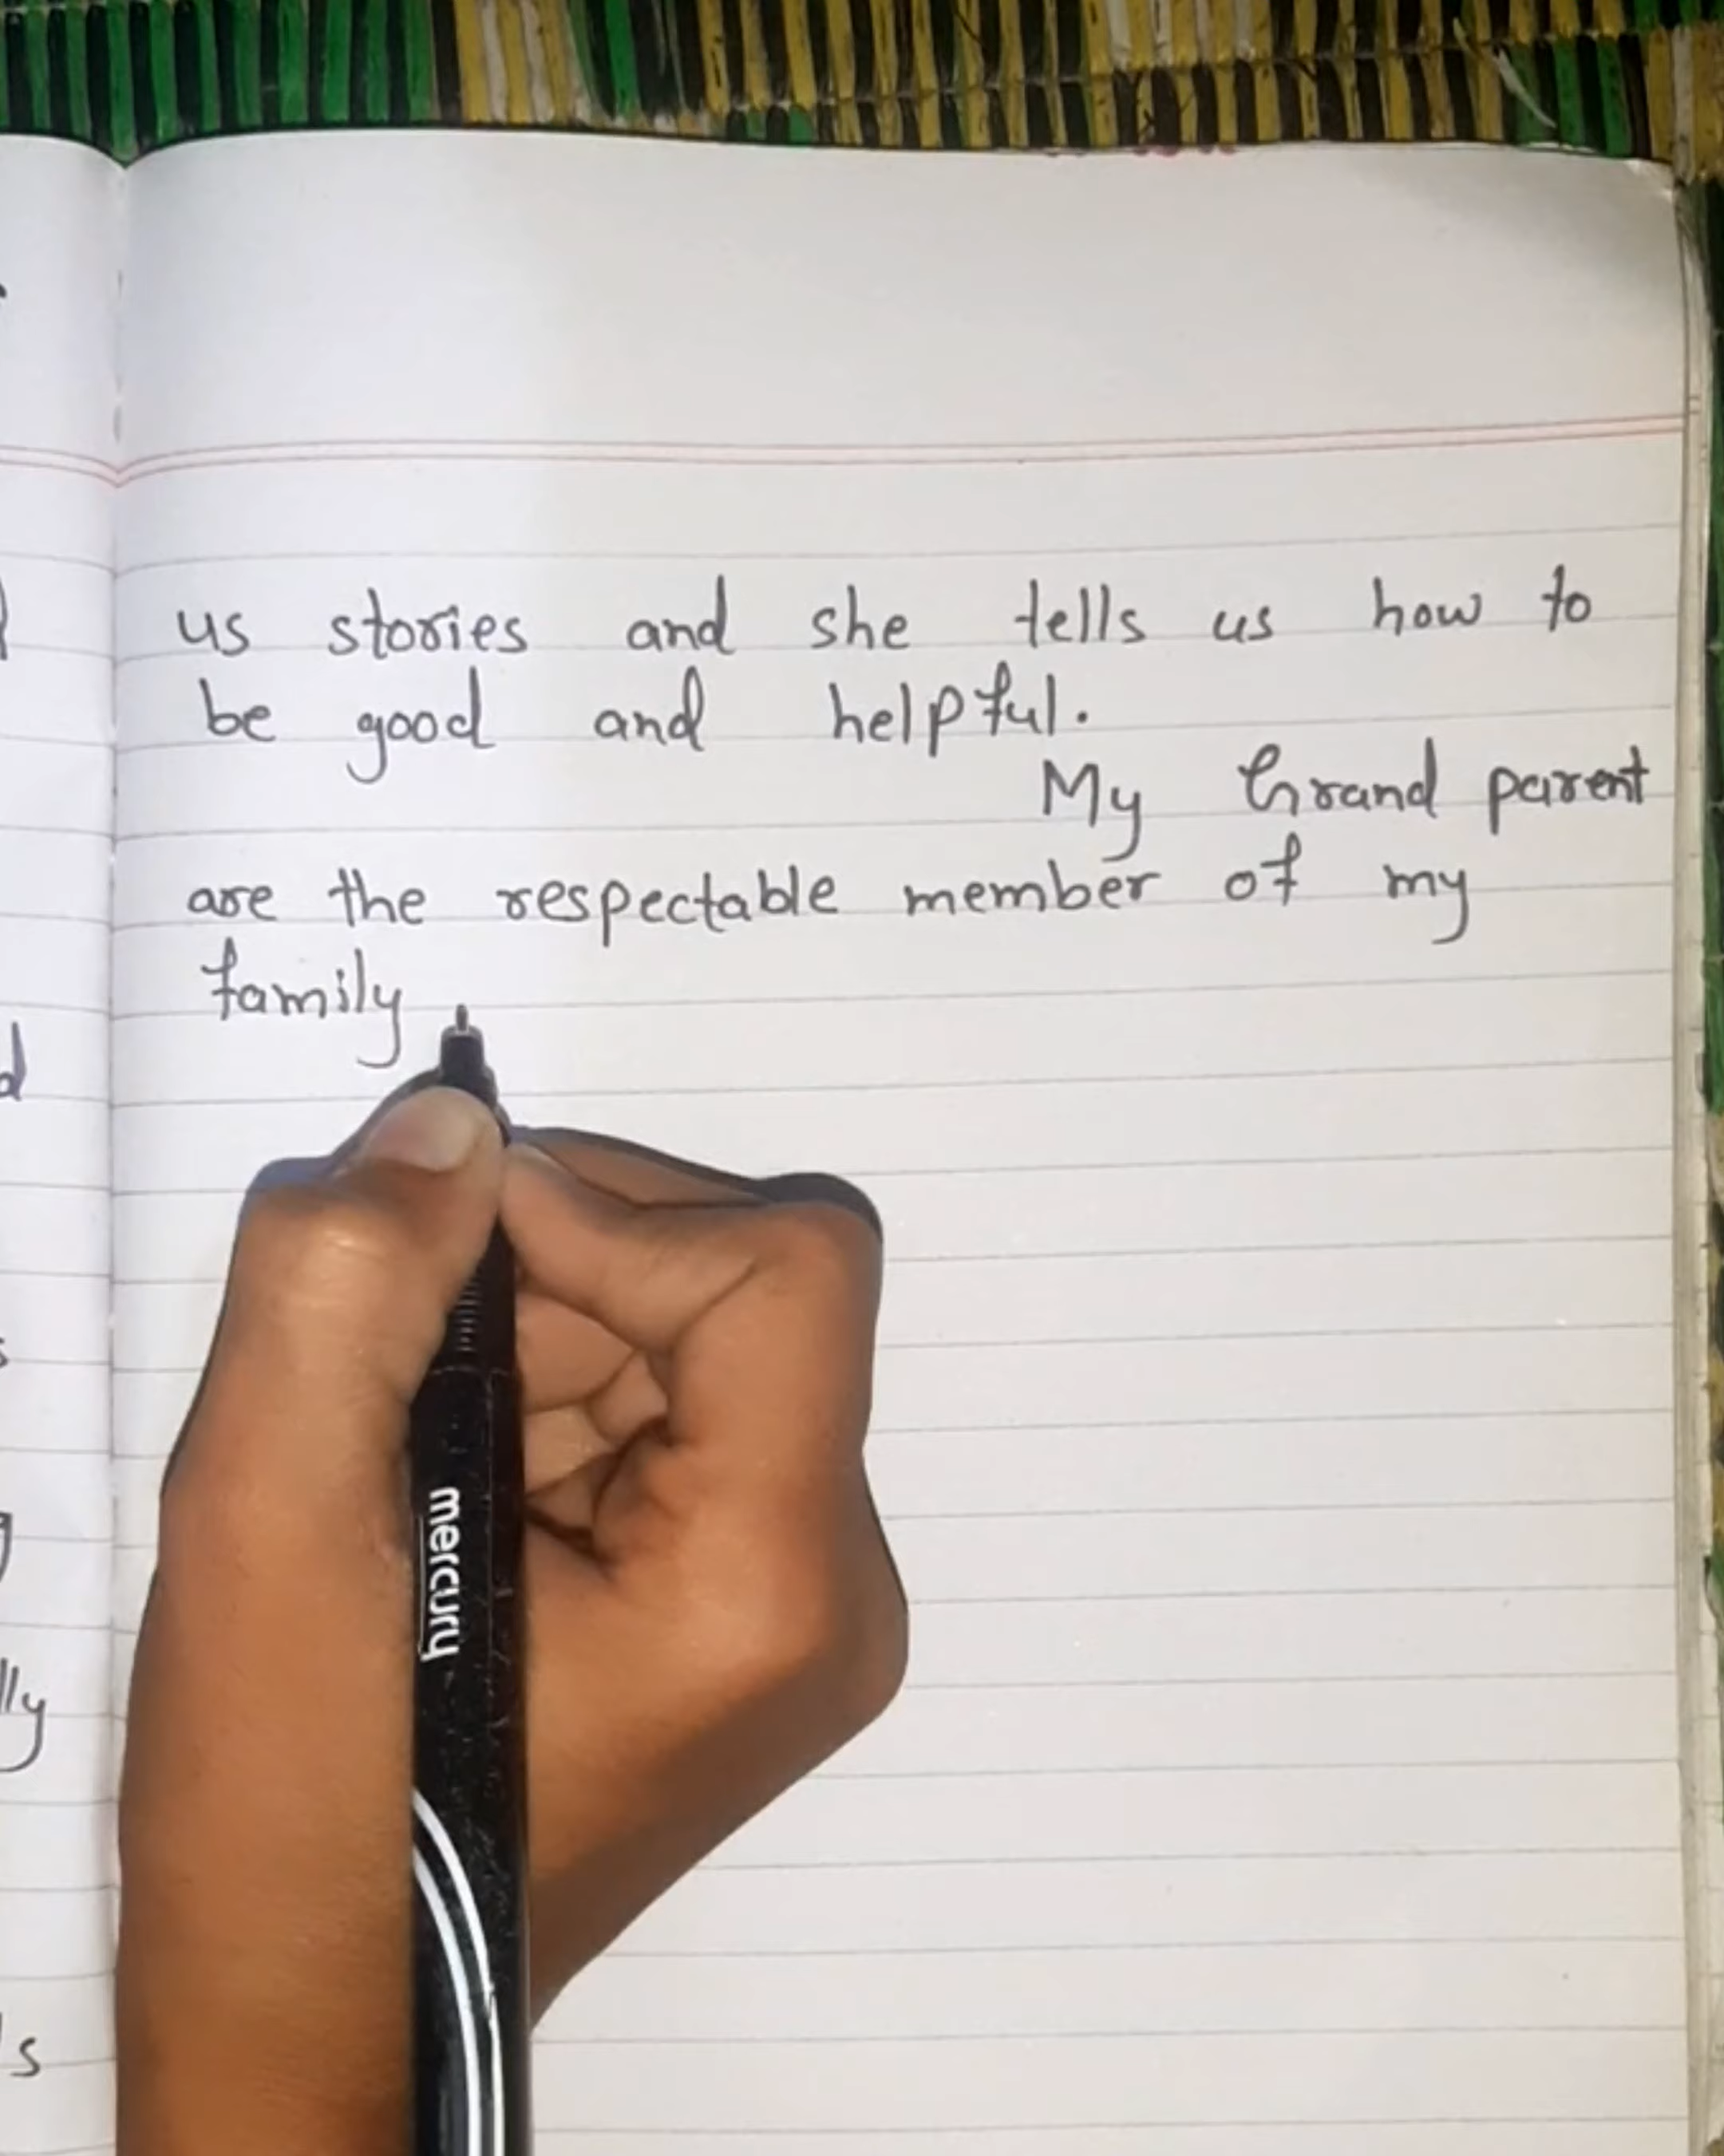 us stories and she tells us how to
be good and helpful.
My Grand parent
are the respectable member of my
family
mercury
d
lly
s